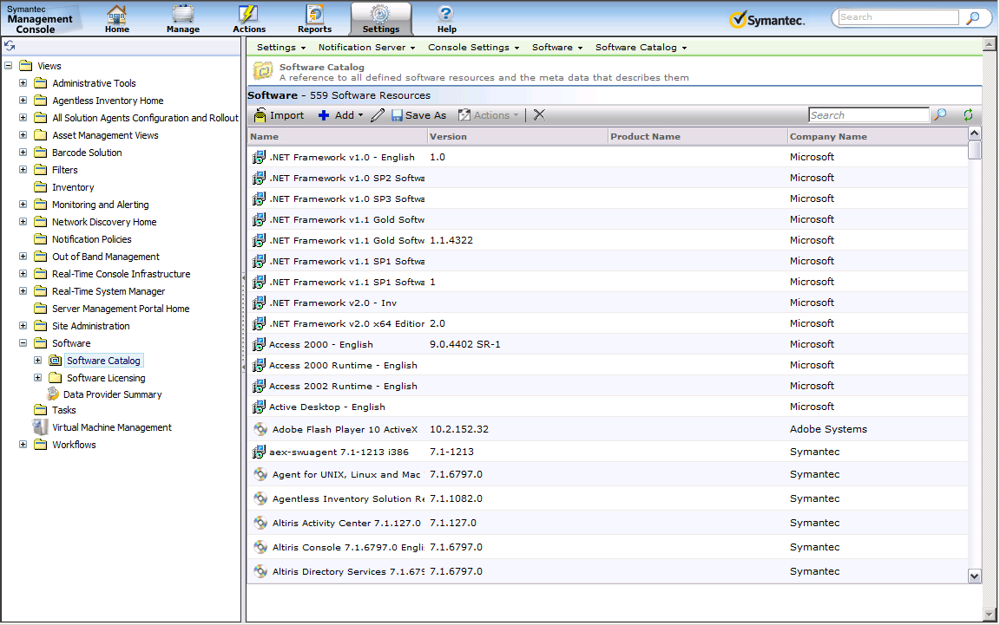 Symantec
Management
Console
Home
Manage
Actions
Reports
Settings
Help
Symantec.
Search
Views
Administrative Tools
Agentless Inventory Home
All Solution Agents Configuration and Rollout
Asset Management Views
Barcode Solution
Filters
Inventory
Monitoring and Alerting
Network Discovery Home
Notification Policies
Out of Band Management
Real-Time Console Infrastructure
Real-Time System Manager
Server Management Portal Home
Site Administration
Software
Software Catalog
Software Licensing
Data Provider Summary
Tasks
Virtual Machine Management
Workflows
Settings Notification Server Console Settings Software Software Catalog
Software Catalog
A reference to all defined software resources and the meta data that describes them
Software - 559 Software Resources
Import Add Save As Actions Search
Name Version Product Name Company Name
.NET Framework v1.0 - English 1.0 Microsoft
.NET Framework v1.0 SP2 Softwa Microsoft
.NET Framework v1.0 SP3 Softwa Microsoft
.NET Framework v1.1 Gold Softw Microsoft
.NET Framework v1.1 Gold Softw 1.1.4322 Microsoft
.NET Framework v1.1 SP1 Softwa Microsoft
.NET Framework v1.1 SP1 Softwa 1 Microsoft
.NET Framework v2.0 - Inv Microsoft
.NET Framework v2.0 x64 Edition 2.0 Microsoft
Access 2000 - English 9.0.4402 SR-1 Microsoft
Access 2000 Runtime - English Microsoft
Access 2002 Runtime - English Microsoft
Active Desktop - English Microsoft
Adobe Flash Player 10 ActiveX 10.2.152.32 Adobe Systems
aex-swuagent 7.1-1213 i386 7.1-1213 Symantec
Agent for UNIX, Linux and Mac 7.1.6797.0 Symantec
Agentless Inventory Solution Re 7.1.1082.0 Symantec
Altiris Activity Center 7.1.127.0 7.1.127.0 Symantec
Altiris Console 7.1.6797.0 Engli 7.1.6797.0 Symantec
Altiris Directory Services 7.1.679 7.1.6797.0 Symantec